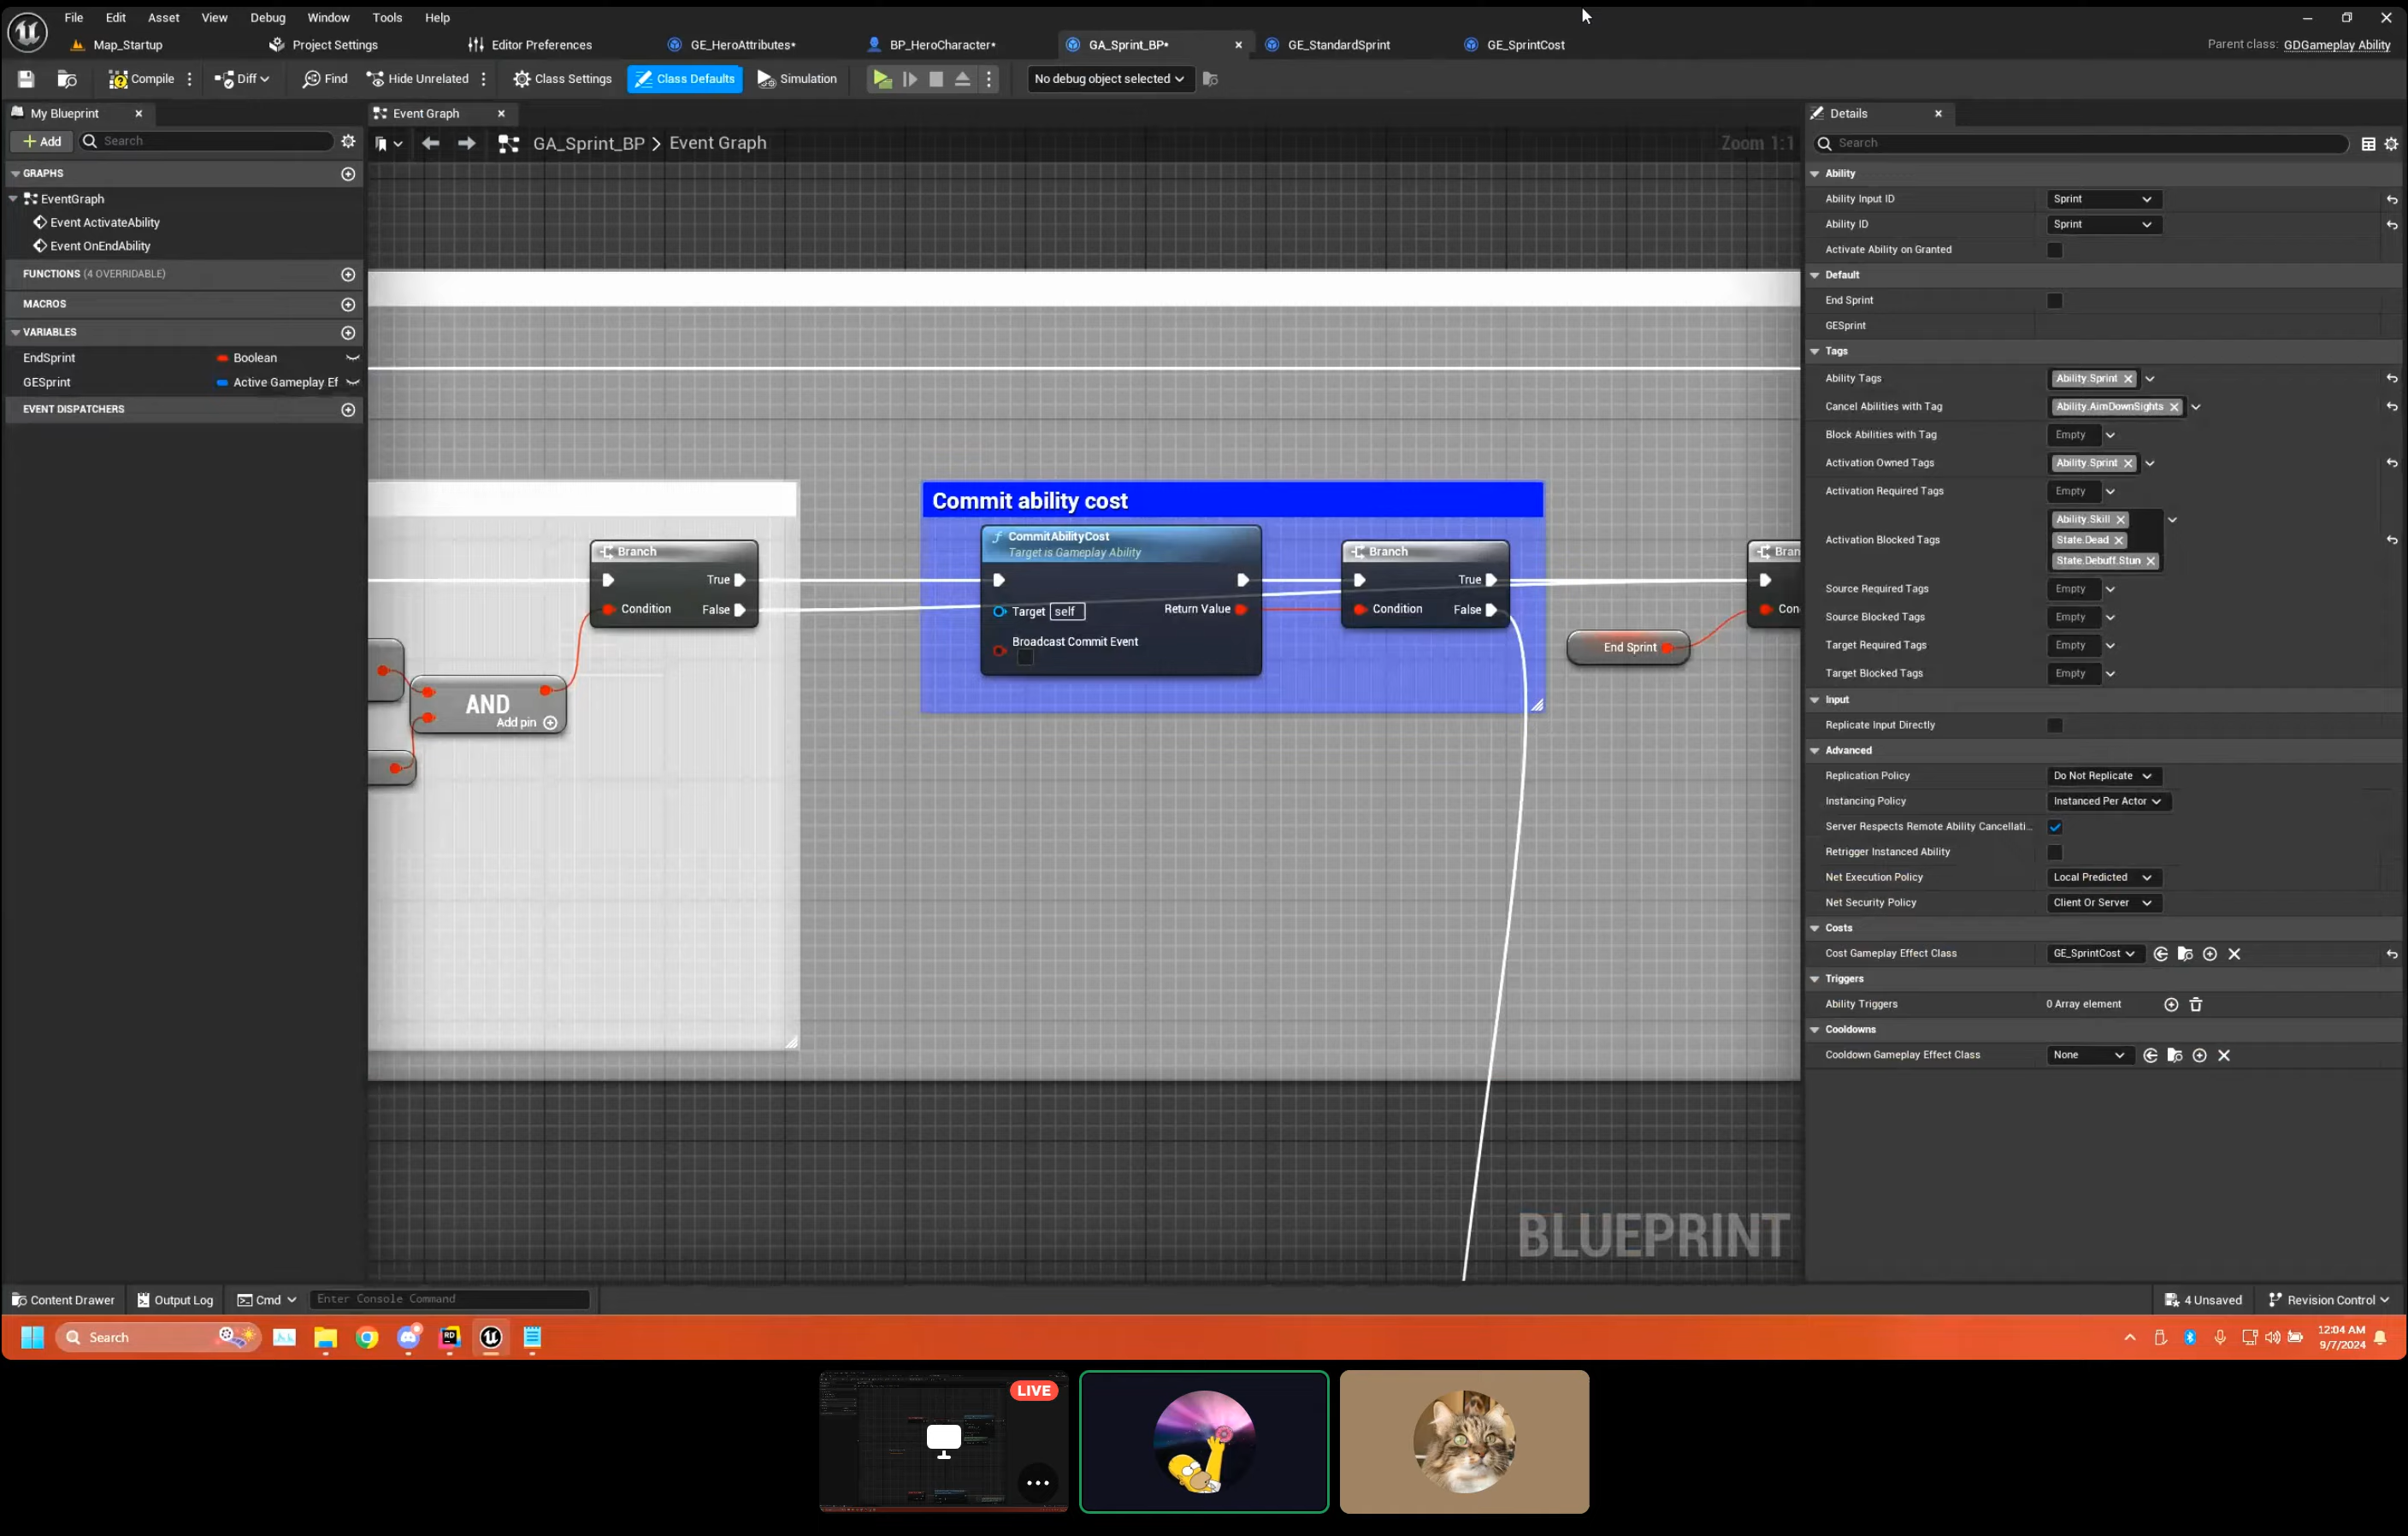 File Edit Asset View Debug Window Tools Help
Map_Startup Project Settings Editor Preferences GE_HeroAttributes* BP_HeroCharacter* GA_Sprint_BP* GE_StandardSprint GE_SprintCost Parent class: GDGameplay Ability
Compile Diff Find Hide Unrelated Class Settings Class Defaults Simulation No debug object selected
My Blueprint Event Graph Details
Add Search GA_Sprint_BP > Event Graph Zoom 1:1 Search
GRAPHS
EventGraph
Event ActivateAbility
Event OnEndAbility
FUNCTIONS (4 OVERRIDABLE)
MACROS
VARIABLES
EndSprint Boolean
GESprint Active Gameplay Ef
EVENT DISPATCHERS
Commit ability cost
Branch
True
Condition False
AND
Add pin
CommitAbilityCost
Target is Gameplay Ability
Target self Return Value
Broadcast Commit Event
Branch
True
Condition False
End Sprint
Bran
Con
BLUEPRINT
Ability
Ability Input ID Sprint
Ability ID Sprint
Activate Ability on Granted
Default
End Sprint
GESprint
Tags
Ability Tags Ability.Sprint
Cancel Abilities with Tag Ability.AimDownSights
Block Abilities with Tag Empty
Activation Owned Tags Ability.Sprint
Activation Required Tags Empty
Ability.Skill
Activation Blocked Tags State.Dead
State.Debuff.Stun
Source Required Tags Empty
Source Blocked Tags Empty
Target Required Tags Empty
Target Blocked Tags Empty
Input
Replicate Input Directly
Advanced
Replication Policy Do Not Replicate
Instancing Policy Instanced Per Actor
Server Respects Remote Ability Cancellati...
Retrigger Instanced Ability
Net Execution Policy Local Predicted
Net Security Policy Client Or Server
Costs
Cost Gameplay Effect Class GE_SprintCost
Triggers
Ability Triggers 0 Array element
Cooldowns
Cooldown Gameplay Effect Class None
Content Drawer Output Log Cmd Enter Console Command 4 Unsaved Revision Control
Search 12:04 AM
9/7/2024
LIVE